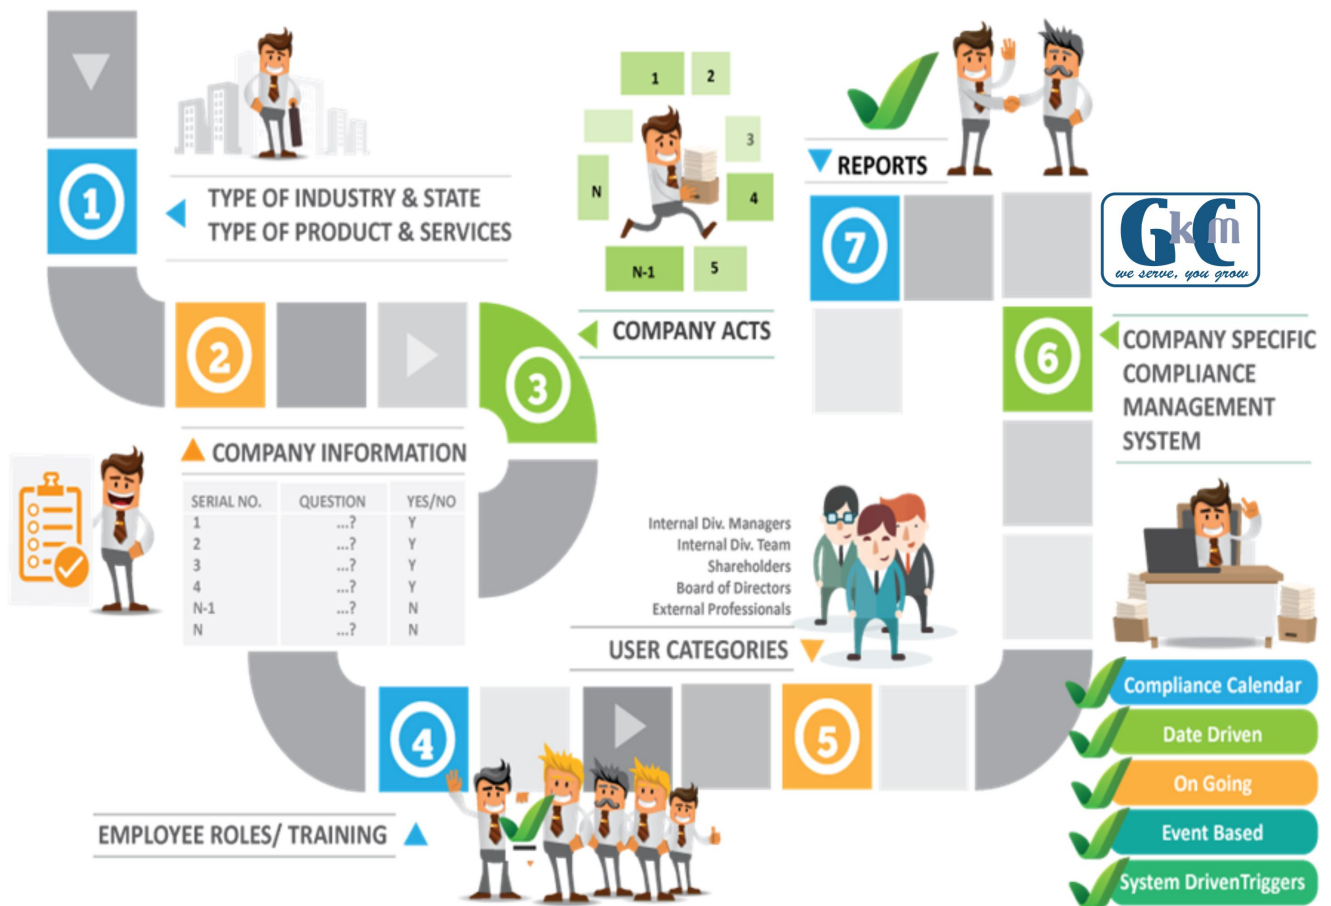 1
TYPE OF INDUSTRY & STATE
TYPE OF PRODUCT & SERVICES
2
COMPANY INFORMATION
SERIAL NO. QUESTION YES/NO
1 ...? Y
2 ...? Y
3 ...? Y
4 ...? Y
N-1 ...? N
N ...? N
1 2
3
N 4
N-1 5
COMPANY ACTS
3
4
EMPLOYEE ROLES/ TRAINING
Internal Div. Managers
Internal Div. Team
Shareholders
Board of Directors
External Professionals
USER CATEGORIES
5
6
COMPANY SPECIFIC
COMPLIANCE
MANAGEMENT
SYSTEM
Compliance Calendar
Date Driven
On Going
Event Based
System DrivenTriggers
REPORTS
7
GkmC
we serve, you grow